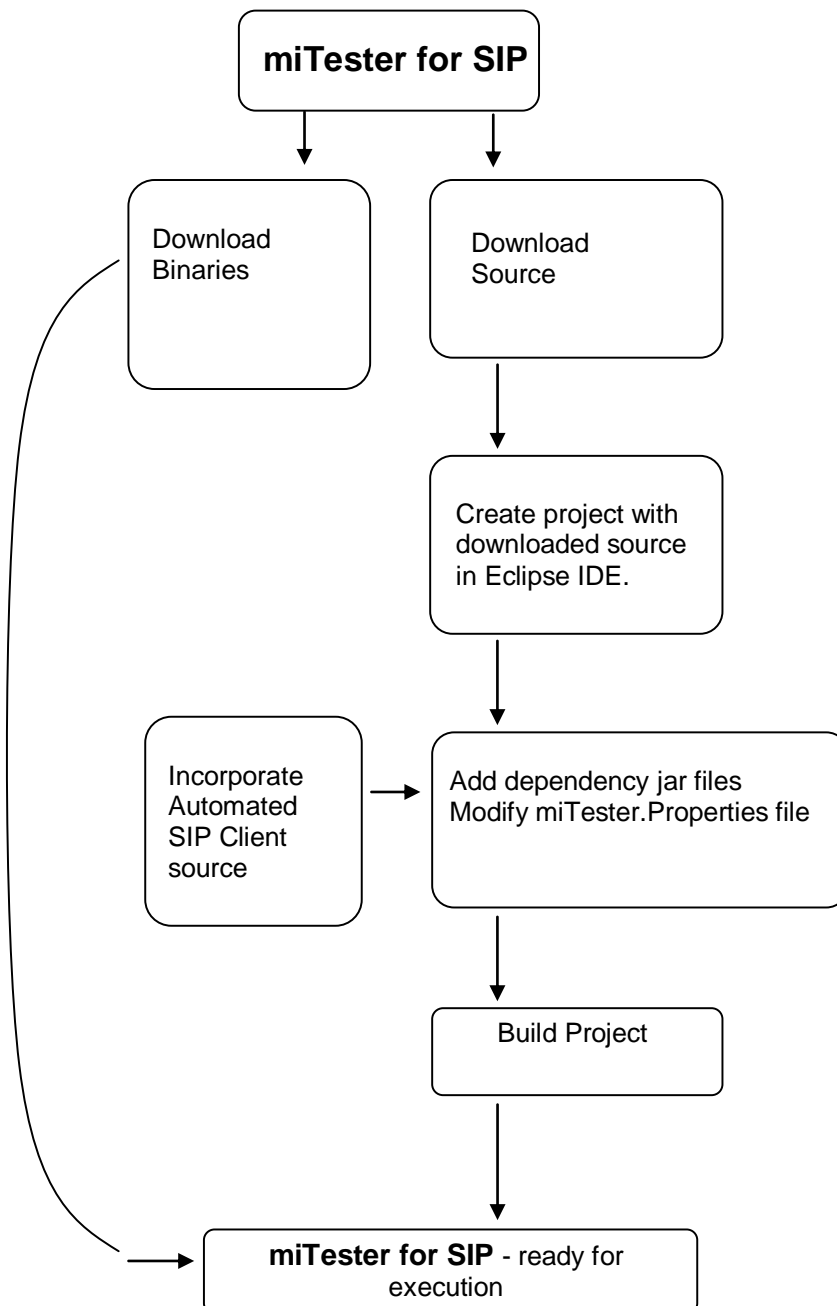 miTester for SIP
Download
Binaries
Download
Source
Create project with
downloaded source
in Eclipse IDE.
Incorporate
Automated
SIP Client
source
Add dependency jar files
Modify miTester.Properties file
Build Project
miTester for SIP - ready for
execution